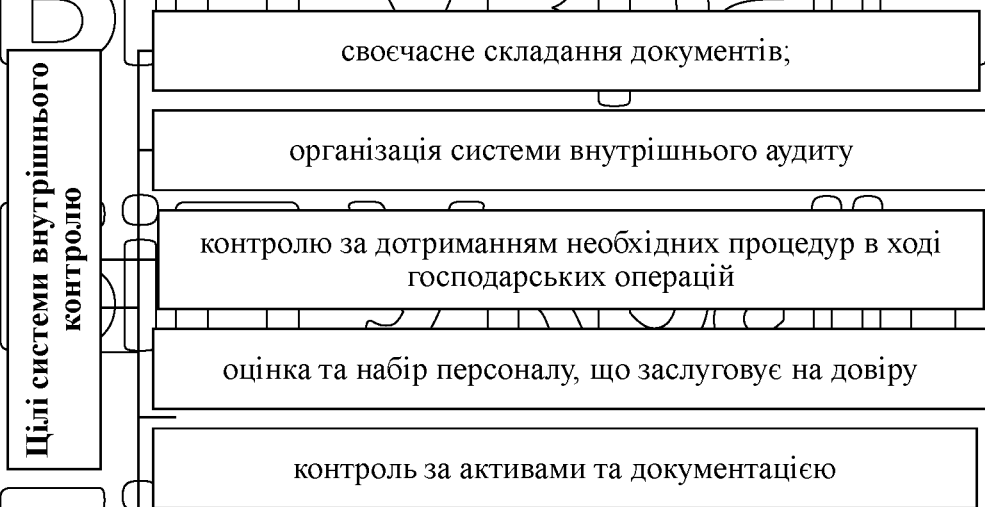 Цілі системи внутрішнього
контролю
своєчасне складання документів;
організація системи внутрішнього аудиту
контролю за дотриманням необхідних процедур в ході
господарських операцій
оцінка та набір персоналу, що заслуговує на довіру
контроль за активами та документацією